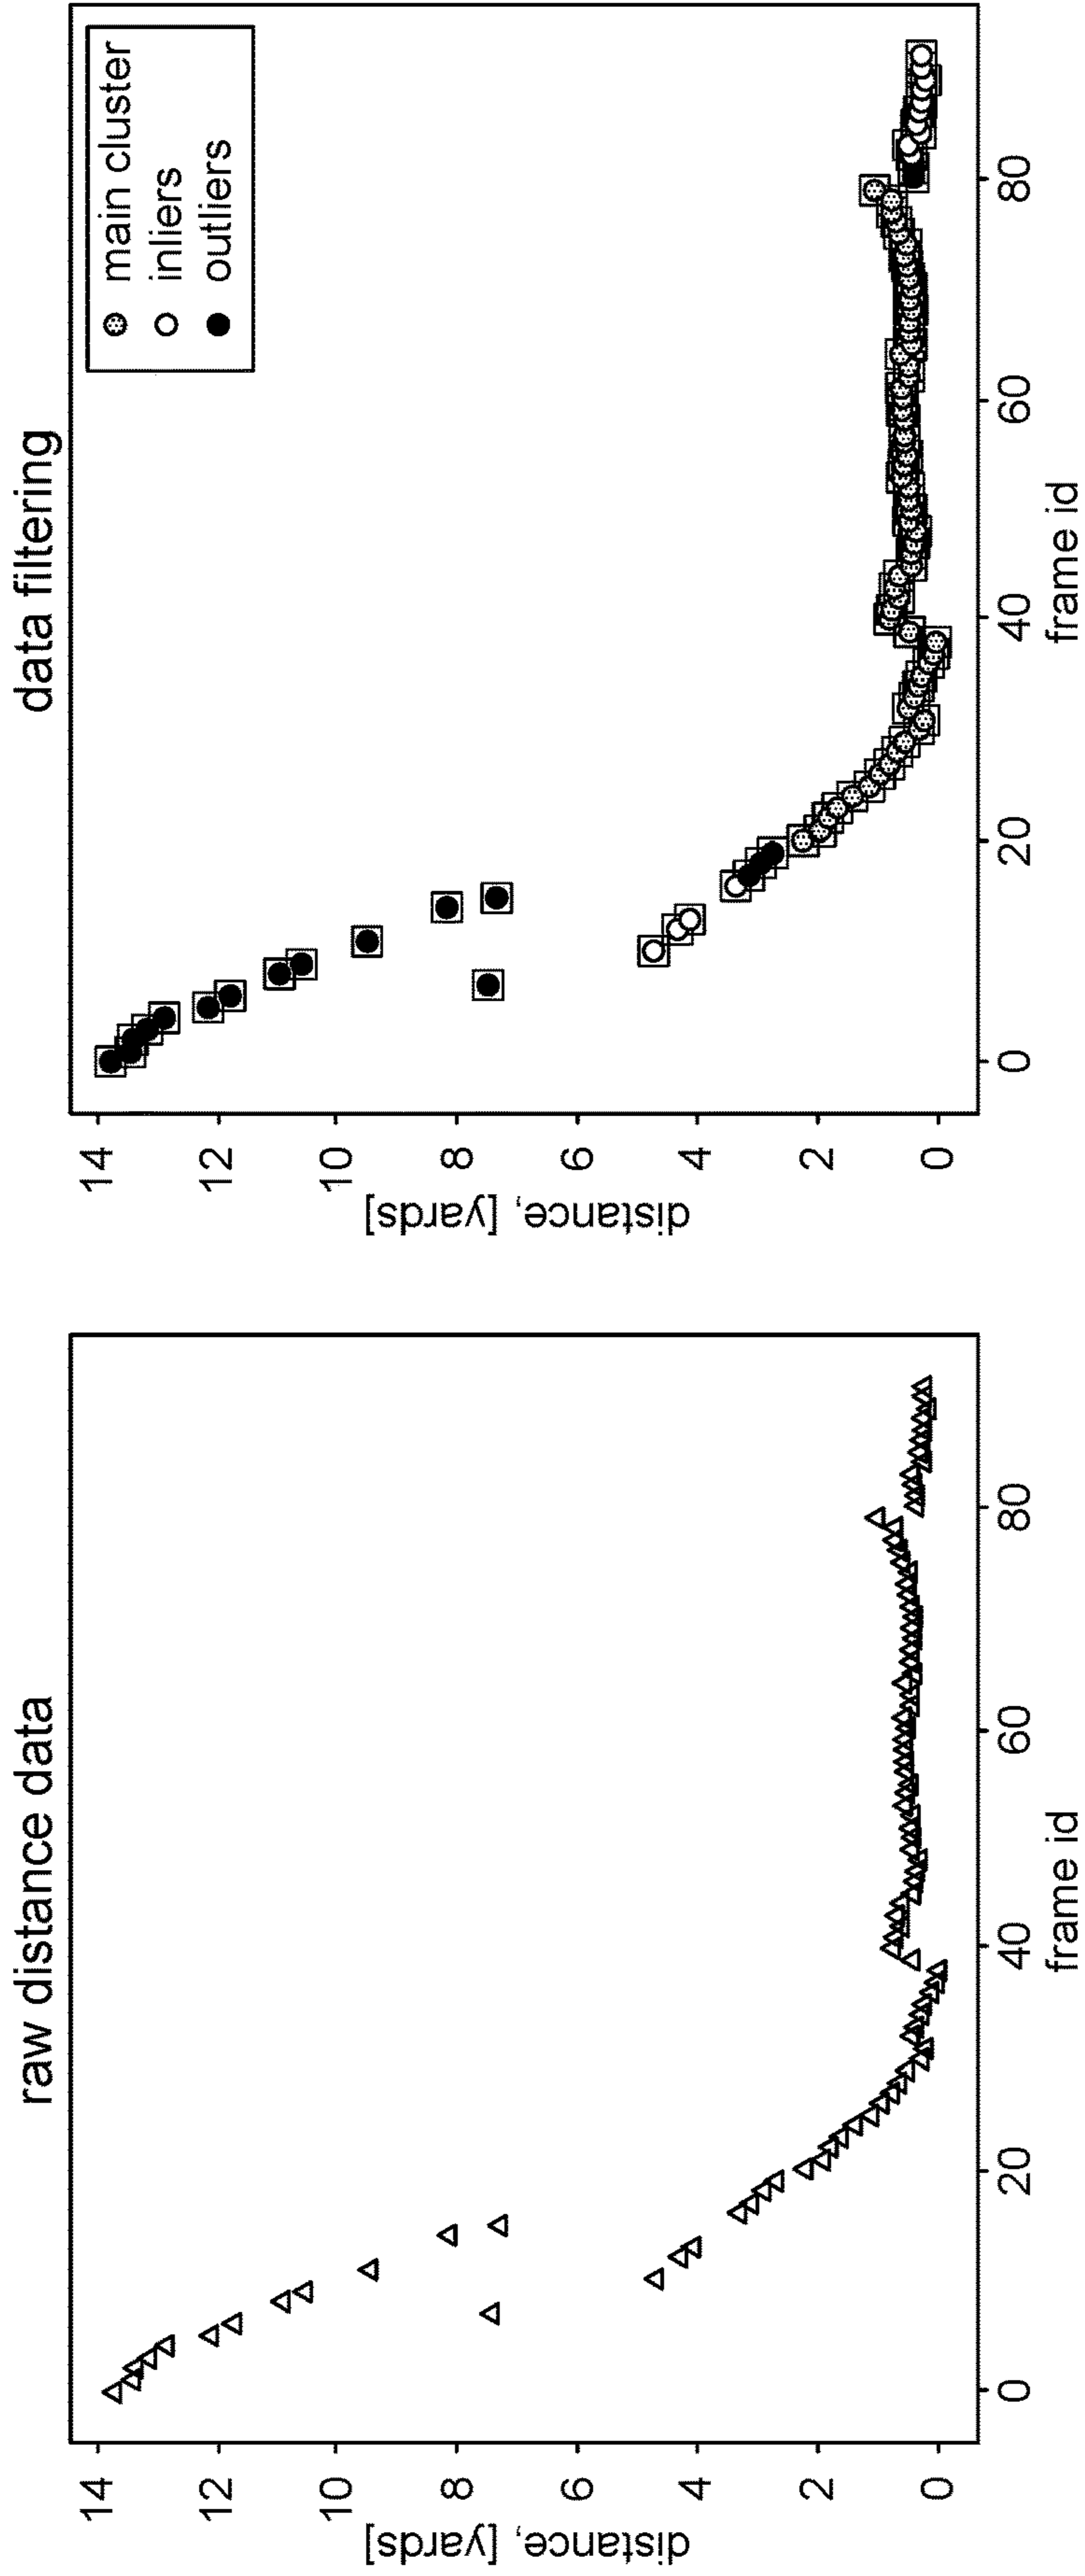 raw distance data
distance, [yards]
14
12
10
8
6
4
2
0
0
20
40
60
80
frame id
data filtering
main cluster
inliers
outliers
distance, [yards]
14
12
10
8
6
4
2
0
0
20
40
60
80
frame id